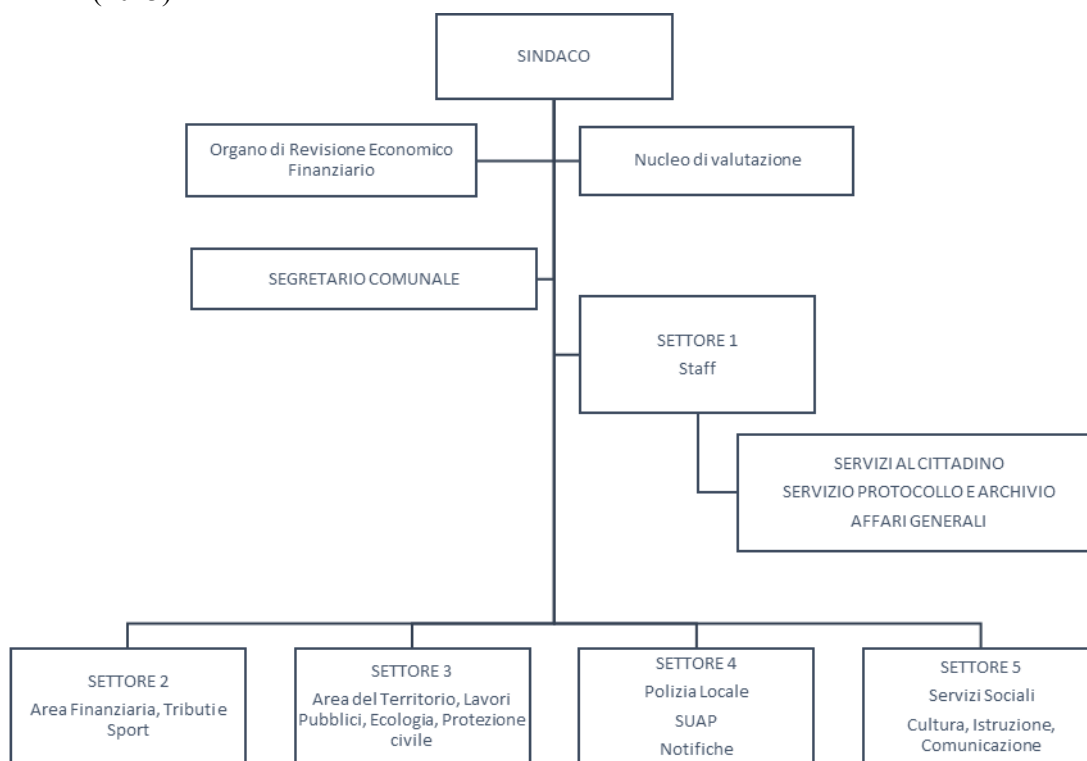 SINDACO
Organo di Revisione Economico
Finanziario
Nucleo di valutazione
SEGRETARIO COMUNALE
SETTORE 1
Staff
SERVIZI AL CITTADINO
SERVIZIO PROTOCOLLO E ARCHIVIO
AFFARI GENERALI
SETTORE 2
Area Finanziaria, Tributi e
Sport
SETTORE 3
Area del Territorio, Lavori
Pubblici, Ecologia, Protezione
civile
SETTORE 4
Polizia Locale
SUAP
Notifiche
SETTORE 5
Servizi Sociali
Cultura, Istruzione,
Comunicazione